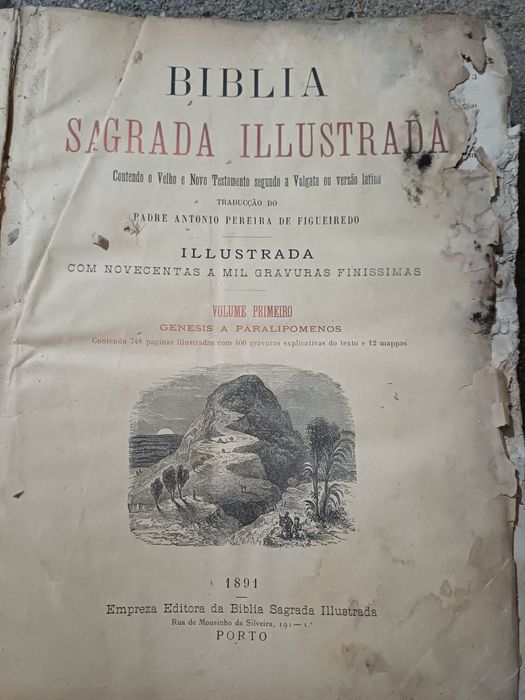 BIBLIA
SAGRADA ILLUSTRADA
Contendo o Velho e Novo Testamento segundo a Vulgata ou versão latina
TRADUCÇÃO DO
PADRE ANTONIO PEREIRA DE FIGUEIREDO
ILLUSTRADA
COM NOVECENTAS A MIL GRAVURAS FINISSIMAS
VOLUME PRIMEIRO
GENESIS A PARALIPOMENOS
Contendo 748 paginas illustradas com 400 gravuras explicativas do texto e 12 mappas
1891
Empreza Editora da Biblia Sagrada Illustrada
Rua de Mousinho da Silveira, 191—1.º
PORTO